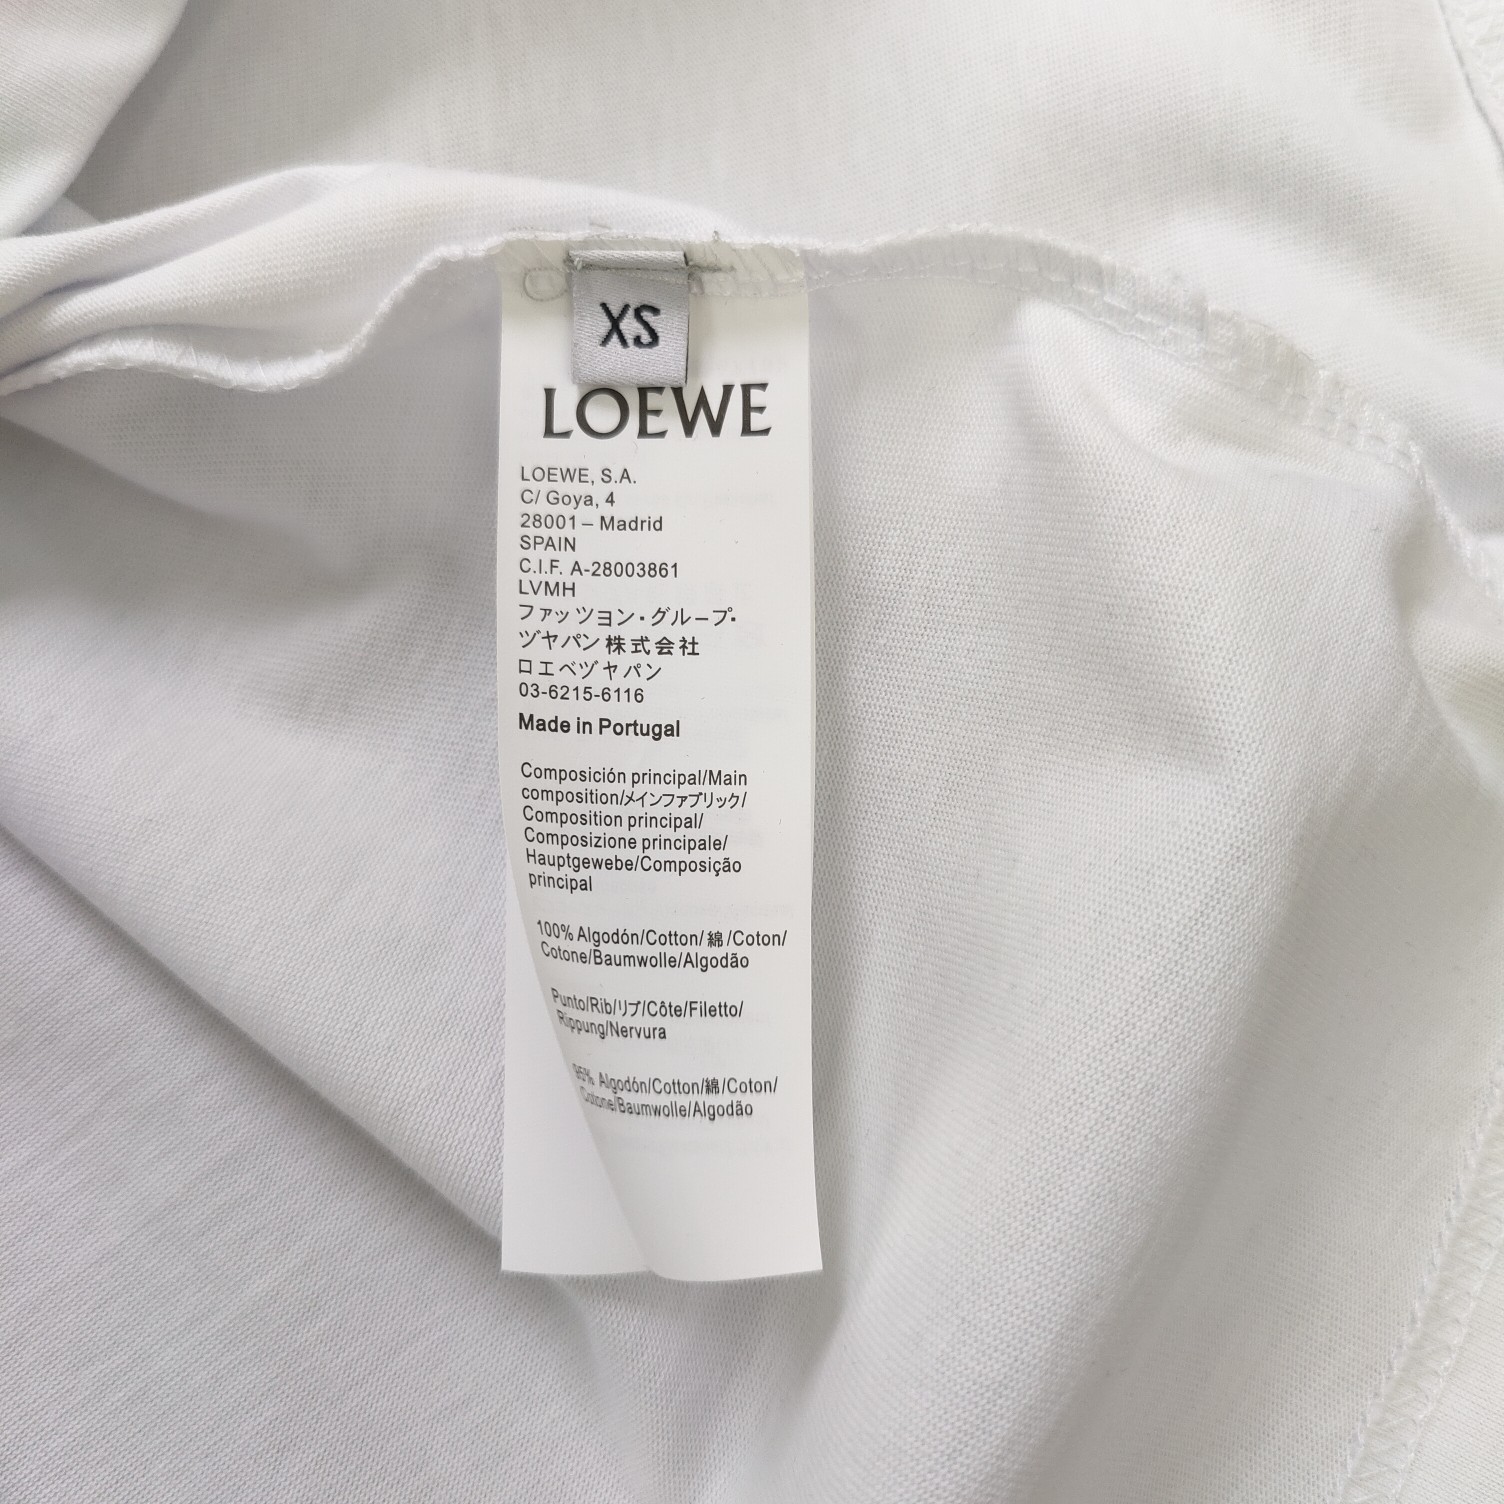 XS
LOEWE
LOEWE, S.A.
C/ Goya, 4
28001 – Madrid
SPAIN
C.I.F. A-28003861
LVMH
ファッツョン・グループ・
ヅヤパン株式会社
ロエベヅヤパン
03-6215-6116
Made in Portugal
Composición principal/Main
composition/メインファブリック/
Composition principal/
Composizione principale/
Hauptgewebe/Composição
principal
100% Algodón/Cotton/綿/Coton/
Cotone/Baumwolle/Algodão
Punto/Rib/リブ/Côte/Filetto/
Rippung/Nervura
95% Algodón/Cotton/綿/Coton/
Cotone/Baumwolle/Algodão